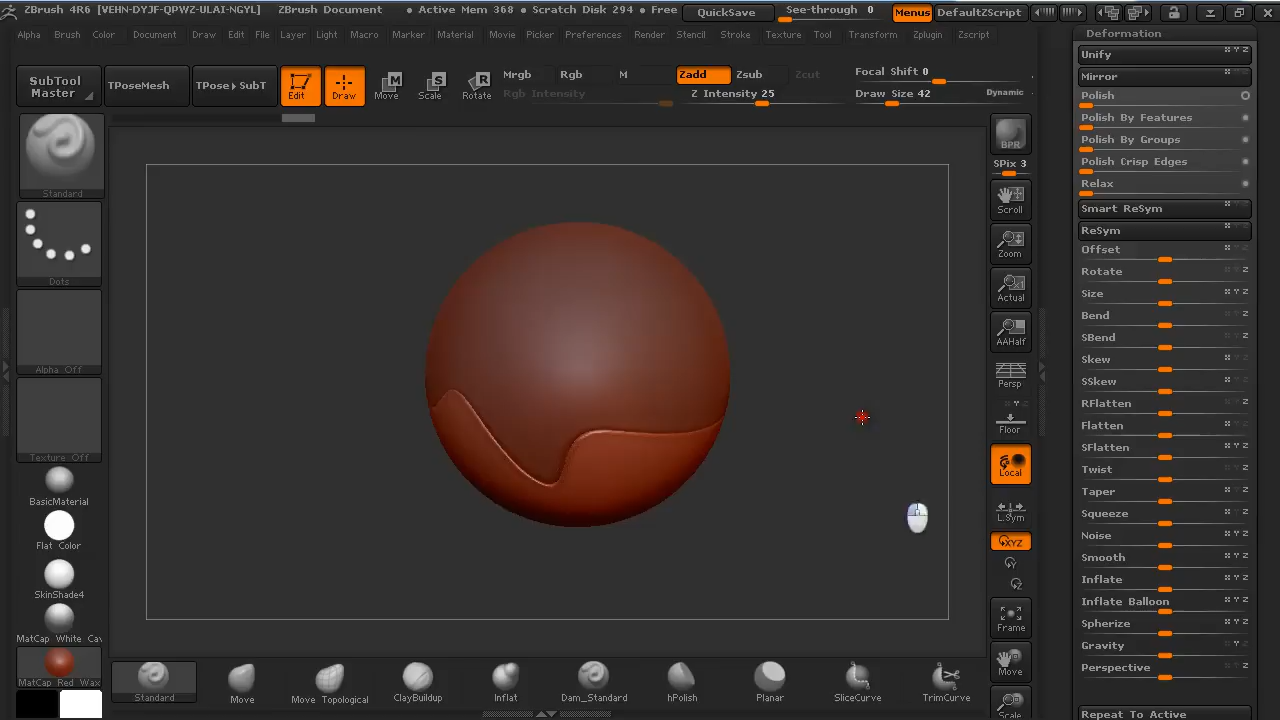 ZBrush 4R6 [VEHN-DYJF-QPWZ-ULAI-NGYL] ZBrush Document • Active Mem 368 • Scratch Disk 294 • Free QuickSave See-through 0 Menus DefaultZScript
Alpha Brush Color Document Draw Edit File Layer Light Macro Marker Material Movie Picker Preferences Render Stencil Stroke Texture Tool Transform Zplugin Zscript
SubTool Master
TPoseMesh
TPose▸SubT
Edit
Draw
Move
Scale
Rotate
Mrgb Rgb M Zadd Zsub Zcut
Rgb Intensity Z Intensity 25
Focal Shift 0
Draw Size 42 Dynamic
Standard
Dots
Alpha Off
Texture Off
BasicMaterial
Flat Color
SkinShade4
MatCap White Cav
MatCap Red Wax
BPR
SPix 3
Scroll
Zoom
Actual
AAHalf
Persp
Floor
Local
L.Sym
XYZ
Frame
Move
Scale
Deformation
Unify
Mirror
Polish
Polish By Features
Polish By Groups
Polish Crisp Edges
Relax
Smart ReSym
ReSym
Offset
Rotate
Size
Bend
SBend
Skew
SSkew
RFlatten
Flatten
SFlatten
Twist
Taper
Squeeze
Noise
Smooth
Inflate
Inflate Balloon
Spherize
Gravity
Perspective
Repeat To Active
Standard Move Move Topological ClayBuildup Inflat Dam_Standard hPolish Planar SliceCurve TrimCurve